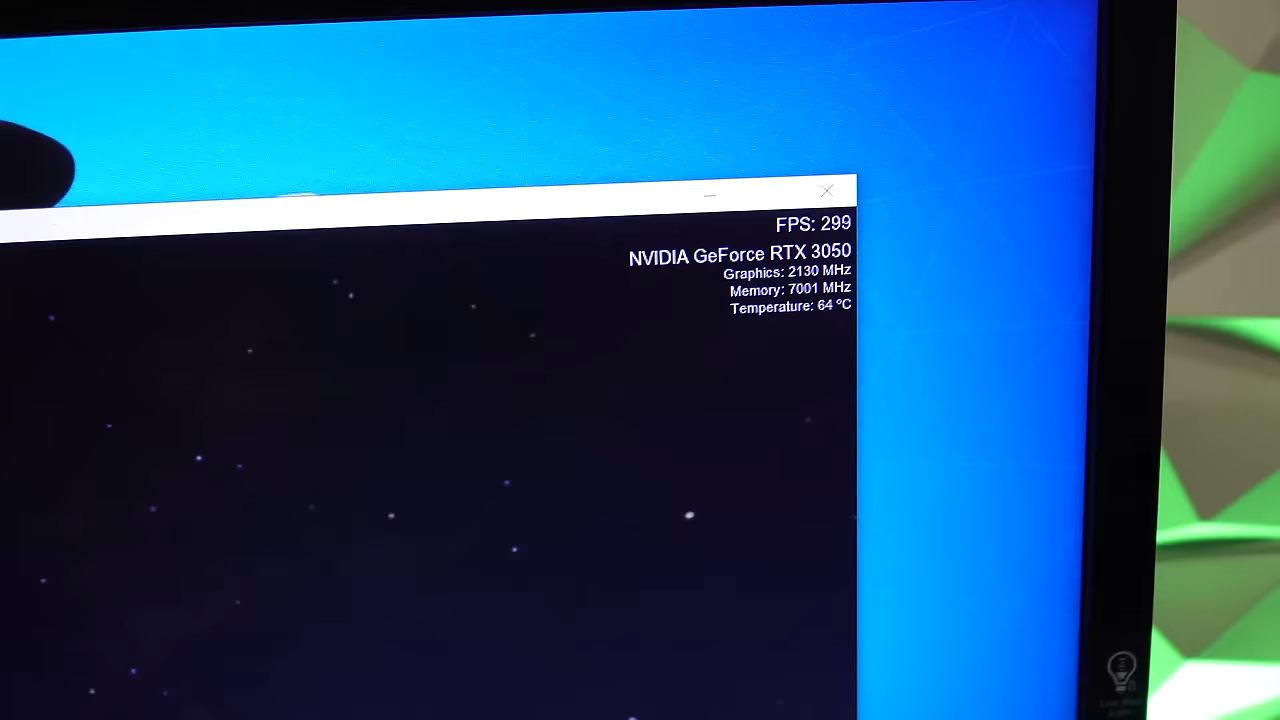 FPS: 299
NVIDIA GeForce RTX 3050
Graphics: 2130 MHz
Memory: 7001 MHz
Temperature: 64 °C